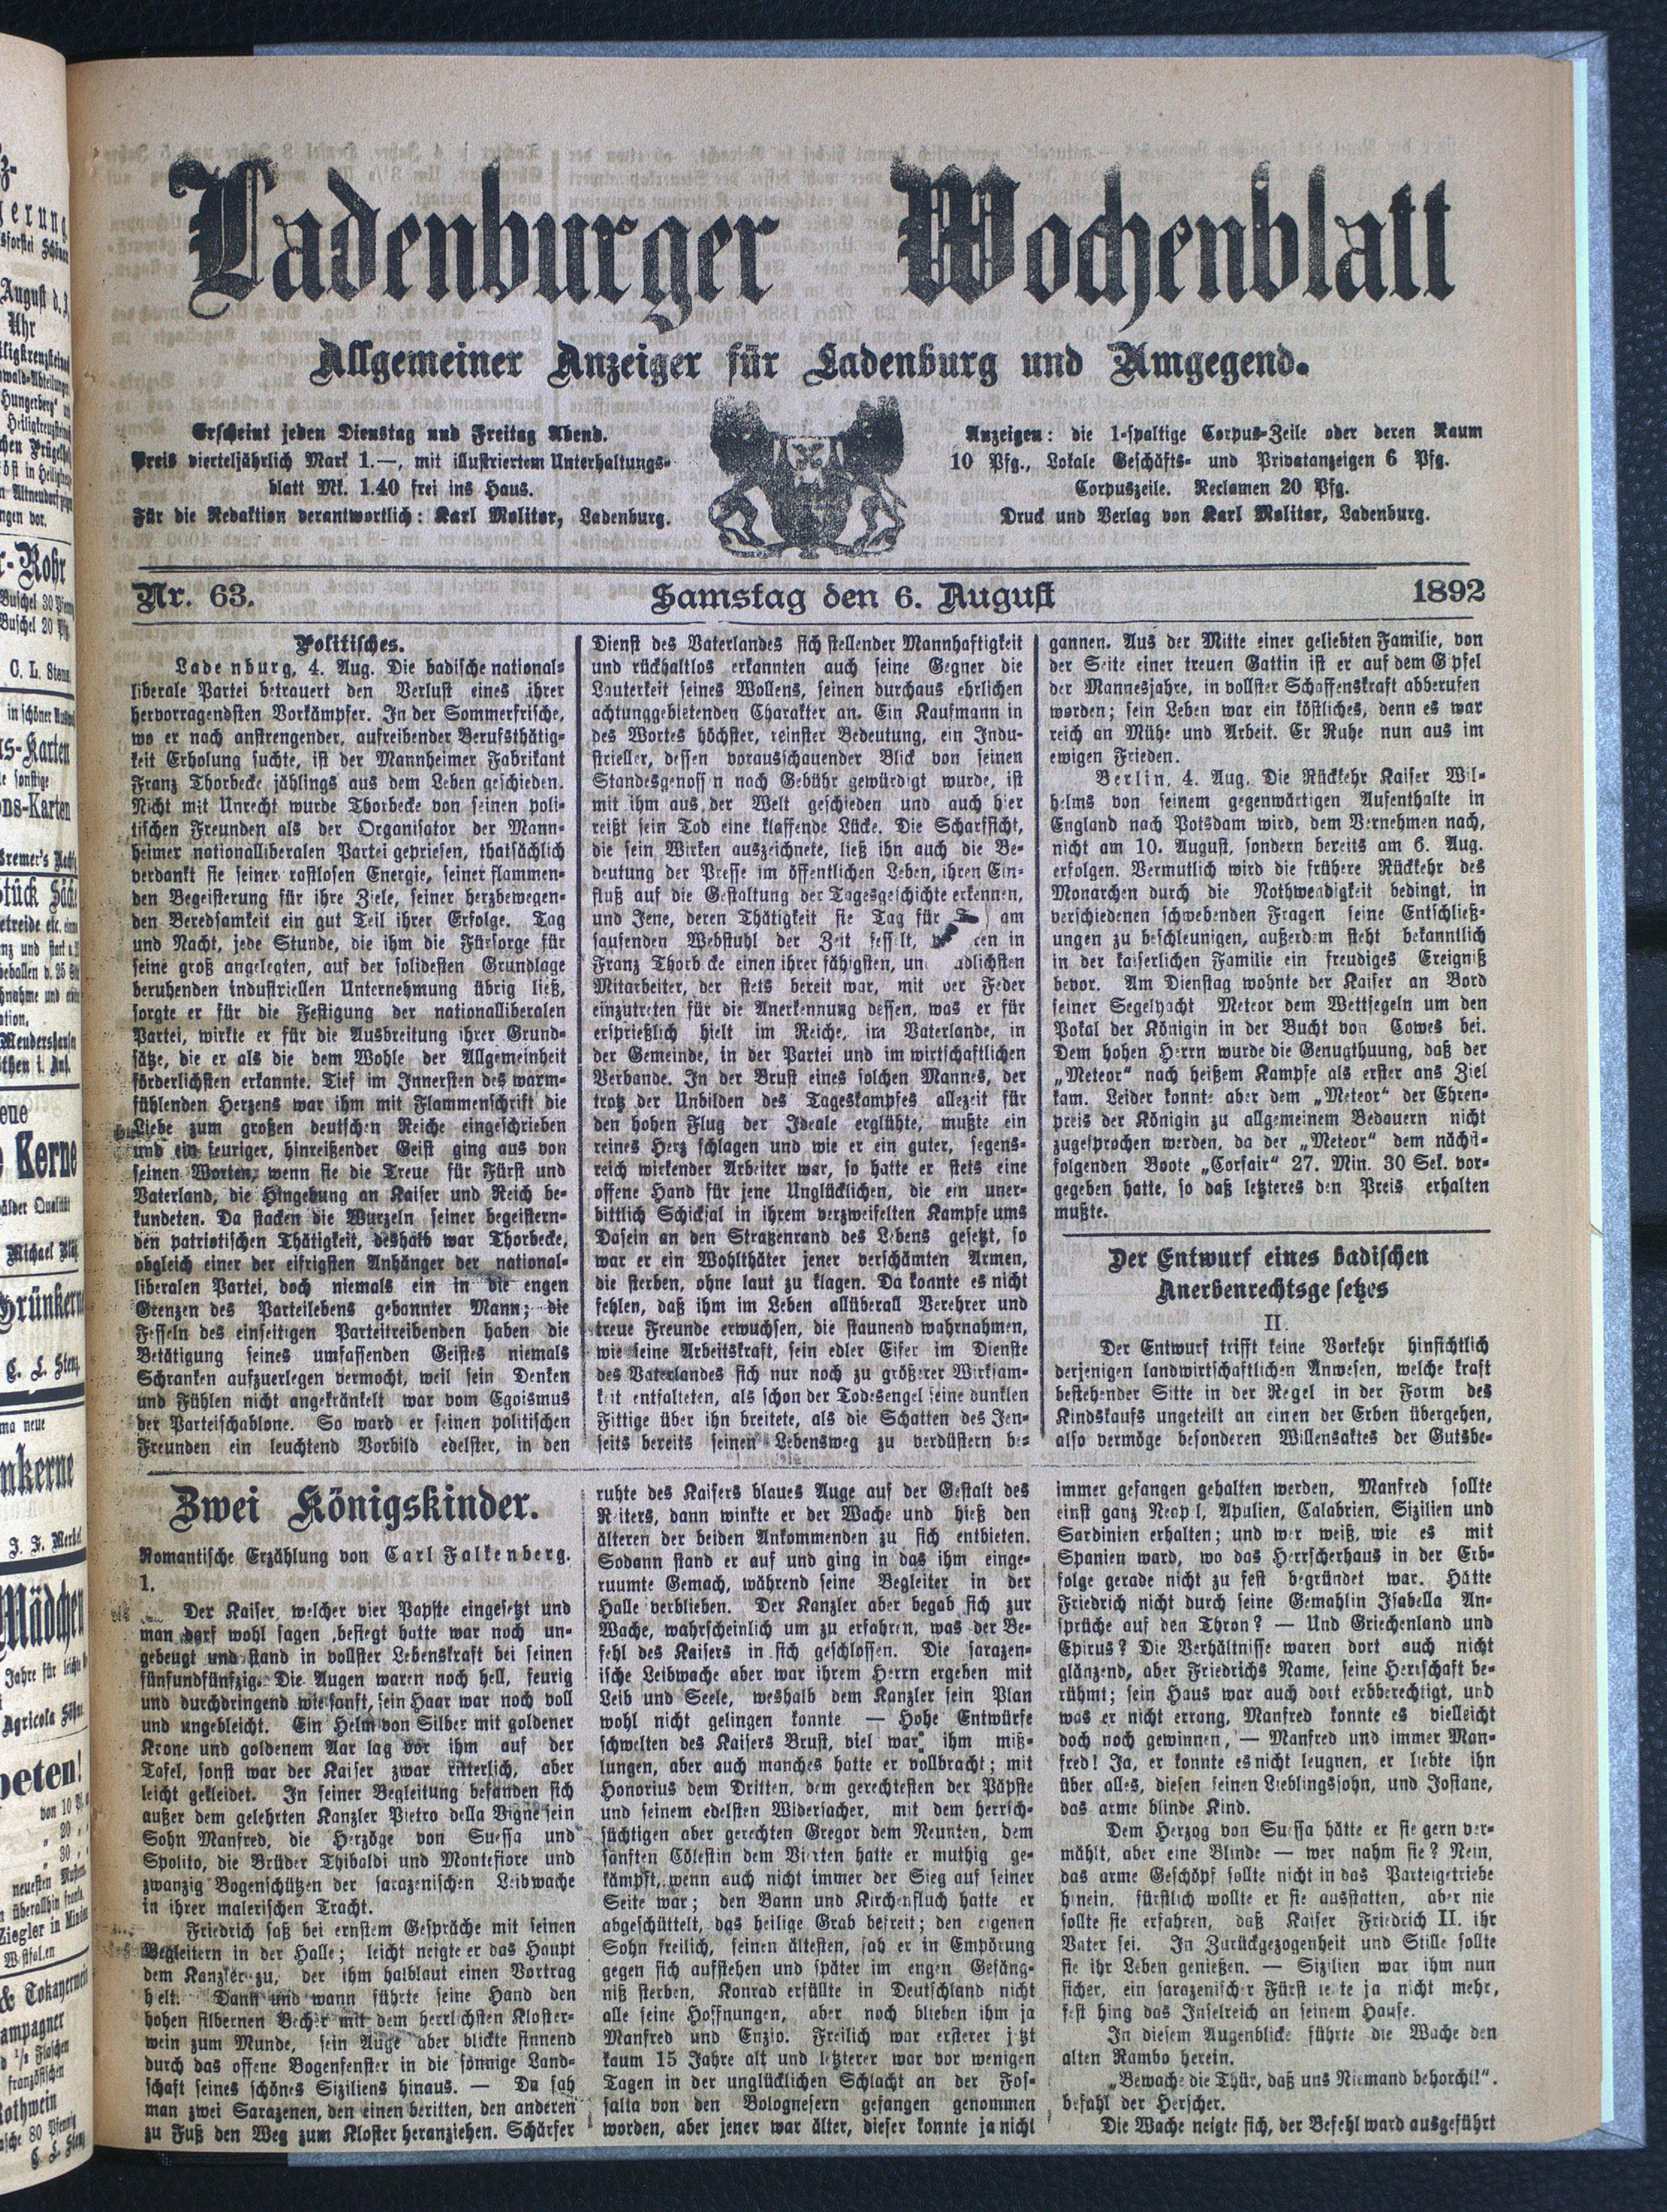 Ladenburger Wochenblatt
Allgemeiner Anzeiger für Ladenburg und Umgegend.
Erscheint jeden Dienstag und Freitag Abend.
Preis vierteljährlich Mark 1.—, mit illustriertem Unterhaltungs-
blatt Mk. 1.40 frei ins Haus.
Für die Redaktion verantwortlich: Karl Molitor, Ladenburg.
Anzeigen: die 1-spaltige Corpus-Zeile oder deren Raum
10 Pfg., Lokale Geschäfts- und Privatanzeigen 6 Pfg.
Corpuszeile. Reclamen 20 Pfg.
Druck und Verlag von Karl Molitor, Ladenburg.
Nr. 63.
Samstag den 6. August
1892
Politisches.
Ladenburg, 4. Aug. Die badische national-
liberale Partei betrauert den Verlust eines ihrer
hervorragendsten Vorkämpfer. In der Sommerfrische,
wo er nach anstrengender, aufreibender Berufsthätig-
keit Erholung suchte, ist der Mannheimer Fabrikant
Franz Thorbecke jählings aus dem Leben geschieden.
Nicht mit Unrecht wurde Thorbecke von seinen poli-
tischen Freunden als der Organisator der Mann-
heimer nationalliberalen Partei gepriesen, thatsächlich
verdankt sie seiner rastlosen Energie, seiner flammen-
den Begeisterung für ihre Ziele, seiner herzbewegen-
den Beredsamkeit ein gut Teil ihrer Erfolge. Tag
und Nacht, jede Stunde, die ihm die Fürsorge für
seine groß angelegten, auf der solidesten Grundlage
beruhenden industriellen Unternehmung übrig ließ,
sorgte er für die Festigung der nationalliberalen
Partei, wirkte er für die Ausbreitung ihrer Grund-
sätze, die er als die dem Wohle der Allgemeinheit
förderlichsten erkannte. Tief im Innersten des warm-
fühlenden Herzens war ihm mit Flammenschrift die
Liebe zum großen deutschen Reiche eingeschrieben
und ein feuriger, hinreißender Geist ging aus von
seinen Worten, wenn sie die Treue für Fürst und
Vaterland, die Hingebung an Kaiser und Reich be-
kundeten. Da stacken die Wurzeln seiner begeistern-
den patriotischen Thätigkeit, deshalb war Thorbecke,
obgleich einer der eifrigsten Anhänger der national-
liberalen Partei, doch niemals ein in die engen
Grenzen des Parteilebens gebannter Mann; die
Fesseln des einseitigen Parteitreibenden haben die
Betätigung seines umfassenden Geistes niemals
Schranken aufzuerlegen vermocht, weil sein Denken
und Fühlen nicht angekränkelt war vom Egoismus
der Parteischablone. So ward er seinen politischen
Freunden ein leuchtend Vorbild edelster, in den
Dienst des Vaterlandes sich stellender Mannhaftigkeit
und rückhaltlos erkannten auch seine Gegner die
Lauterkeit seines Wollens, seinen durchaus ehrlichen
achtunggebietenden Charakter an. Ein Kaufmann in
des Wortes höchster, reinster Bedeutung, ein Indu-
strieller, dessen vorausschauender Blick von seinen
Standesgenoss n nach Gebühr gewürdigt wurde, ist
mit ihm aus der Welt geschieden und auch hier
reißt sein Tod eine klaffende Lücke. Die Scharfsicht,
die sein Wirken auszeichnete, ließ ihn auch die Be-
deutung der Presse im öffentlichen Leben, ihren Ein-
fluß auf die Gestaltung der Tagesgeschichte erkennen,
und Jene, deren Thätigkeit sie Tag für am
sausenden Webstuhl der Zeit fesselt, in
Franz Thorb cke einen ihrer fähigsten,
Mitarbeiter, der stets bereit war, mit der Feder
einzutreten für die Anerkennung dessen, was er für
ersprießlich hielt im Reiche, im Vaterlande, in
der Gemeinde, in der Partei und im wirtschaftlichen
Verbande. In der Brust eines solchen Mannes, der
trotz der Unbilden des Tageskampfes allezeit für
den hohen Flug der Ideale erglühte, mußte ein
reines Herz schlagen und wie er ein guter, segens-
reich wirkender Arbeiter war, so hatte er stets eine
offene Hand für jene Unglücklichen, die ein uner-
bittlich Schicksal in ihrem verzweifelten Kampfe ums
Dasein an den Straßenrand des Lebens gesetzt, so
war er ein Wohlthäter jener verschämten Armen,
die sterben, ohne laut zu klagen. Da konnte es nicht
fehlen, daß ihm im Leben allüberall Verehrer und
treue Freunde erwuchsen, die staunend wahrnahmen,
wie seine Arbeitskraft, sein edler Eifer im Dienste
des Vaterlandes sich nur noch zu größerer Wirksam-
keit entfalteten, als schon der Todesengel seine dunklen
Fittige über ihn breitete, als die Schatten des Jen-
seits bereits seinen Lebensweg zu verdüstern be-
gannen. Aus der Mitte einer geliebten Familie, von
der Seite einer treuen Gattin ist er auf dem Gipfel
der Mannesjahre, in vollster Schaffenskraft abberufen
worden; sein Leben war ein köstliches, denn es war
reich an Mühe und Arbeit. Er Ruhe nun aus im
ewigen Frieden.
Berlin, 4. Aug. Die Rückkehr Kaiser Wil-
helms von seinem gegenwärtigen Aufenthalte in
England nach Potsdam wird, dem Vernehmen nach,
nicht am 10. August, sondern bereits am 6. Aug.
erfolgen. Vermutlich wird die frühere Rückkehr des
Monarchen durch die Nothwendigkeit bedingt, in
verschiedenen schwebenden Fragen seine Entschließ-
ungen zu beschleunigen, außerdem steht bekanntlich
in der kaiserlichen Familie ein freudiges Ereigniß
bevor. Am Dienstag wohnte der Kaiser an Bord
seiner Segelyacht Meteor dem Wettsegeln um den
Pokal der Königin in der Bucht von Cowes bei.
Dem hohen Herrn wurde die Genugthuung, daß der
„Meteor“ nach heißem Kampfe als erster ans Ziel
kam. Leider konnte aber dem „Meteor“ der Ehren-
preis der Königin zu allgemeinem Bedauern nicht
zugesprochen werden, da der „Meteor“ dem nächst-
folgenden Boote „Corsair“ 27. Min. 30 Sek. vor-
gegeben hatte, so daß letzteres den Preis erhalten
mußte.
Der Entwurf eines badischen
Anerbenrechtsgesetzes
II.
Der Entwurf trifft keine Vorkehr hinsichtlich
derjenigen landwirtschaftlichen Anwesen, welche kraft
bestehender Sitte in der Regel in der Form des
Kindskaufs ungeteilt an einen der Erben übergehen,
also vermöge besonderen Willensaktes der Gutsbe-
Zwei Königskinder.
Romantische Erzählung von Carl Falkenberg.
1.
Der Kaiser, welcher vier Papste eingesetzt und
man darf wohl sagen ,besiegt hatte war noch un-
gebeugt und stand in vollster Lebenskraft bei seinen
fünfundfünfzig. Die Augen waren noch hell, feurig
und durchdringend wie sanft, sein Haar war noch voll
und ungebleicht. Ein Helm von Silber mit goldener
Krone und goldenem Aar lag vor ihm auf der
Tafel, sonst war der Kaiser zwar ritterlich, aber
leicht gekleidet. In seiner Begleitung befanden sich
außer dem gelehrten Kanzler Pietro della Vigne sein
Sohn Manfred, die Herzöge von Suessa und
Spolito, die Brüder Thibaldi und Montefiore und
zwanzig Bogenschützen der sarazenischen Leibwache
in ihrer malerischen Tracht.
Friedrich saß bei ernstem Gespräche mit seinen
Begleitern in der Halle; leicht neigte er das Haupt
dem Kanzler zu, der ihm halblaut einen Vortrag
hielt. Dann und wann führte seine Hand den
hohen silbernen Becher mit dem herrlichsten Kloster-
wein zum Munde, sein Auge aber blickte sinnend
durch das offene Bogenfenster in die sonnige Land-
schaft seines schönes Siziliens hinaus. — Da sah
man zwei Sarazenen, den einen beritten, den anderen
zu Fuß den Weg zum Kloster heranziehen. Schärfer
ruhte des Kaisers blaues Auge auf der Gestalt des
Reiters, dann winkte er der Wache und hieß den
älteren der beiden Ankommenden zu sich entbieten.
Sodann stand er auf und ging in das ihm einge-
ruumte Gemach, während seine Begleiter in der
Halle verblieben. Der Kanzler aber begab sich zur
Wache, wahrscheinlich um zu erfahren, was der Be-
fehl des Kaisers in sich geschlossen. Die sarazen-
ische Leibwache aber war ihrem Herrn ergeben mit
Leib und Seele, weshalb dem Kanzler sein Plan
wohl nicht gelingen konnte — Hohe Entwürfe
schwelten des Kaisers Brust, viel war ihm miß-
lungen, aber auch manches hatte er vollbracht; mit
Honorius dem Dritten, dem gerechtesten der Päpste
und seinem edelsten Widersacher, mit dem herrsch-
süchtigen aber gerechten Gregor dem Neunten, dem
sanften Cölestin dem Vierten hatte er muthig ge-
kämpft, wenn auch nicht immer der Sieg auf seiner
Seite war; den Bann und Kirchenfluch hatte er
abgeschüttelt, das heilige Grab befreit; den eigenen
Sohn freilich, seinen ältesten, sah er in Empörung
gegen sich aufstehen und später im engen Gefäng-
niß sterben, Konrad erfüllte in Deutschland nicht
alle seine Hoffnungen, aber noch blieben ihm ja
Manfred und Enzio. Freilich war ersterer j tzt
kaum 15 Jahre alt und letzterer war vor wenigen
Tagen in der unglücklichen Schlacht an der Fos-
salta von den Bolognesern gefangen genommen
worden, aber jener war älter, dieser konnte ja nicht
immer gefangen gehalten werden, Manfred sollte
einst ganz Neap l, Apulien, Calabrien, Sizilien und
Sardinien erhalten; und wer weiß, wie es mit
Spanien ward, wo das Herrscherhaus in der Erb-
folge gerade nicht zu fest begründet war. Hätte
Friedrich nicht durch seine Gemahlin Isabella An-
sprüche auf den Thron? — Und Griechenland und
Epirus? Die Verhältnisse waren dort auch nicht
glänzend, aber Friedrichs Name, seine Herrschaft be-
rühmt; sein Haus war auch dort erbberechtigt, und
was er nicht errang, Manfred konnte es vielleicht
doch noch gewinnen, — Manfred und immer Man-
fred! Ja, er konnte es nicht leugnen, er liebte ihn
über alles, diesen seinen Lieblingssohn, und Jostane,
das arme blinde Kind.
Dem Herzog von Suessa hätte er sie gern ver-
mählt, aber eine Blinde — wer nahm sie? Nein,
das arme Geschöpf sollte nicht in das Parteigetriebe
hinein, fürstlich wollte er sie ausstatten, aber nie
sollte sie erfahren, daß Kaiser Friedrich II. ihr
Vater sei. In Zurückgezogenheit und Stille sollte
sie ihr Leben genießen. — Sizilien war ihm nun
sicher, ein sarazenischer Fürst ja nicht mehr,
fest hing das Inselreich an seinem Hause.
In diesem Augenblicke führte die Wache den
alten Rambo herein.
„Bewache die Thür, daß uns Niemand behorcht!“.
befahl der Herscher.
Die Wache neigte sich, der Befehl ward ausgeführt